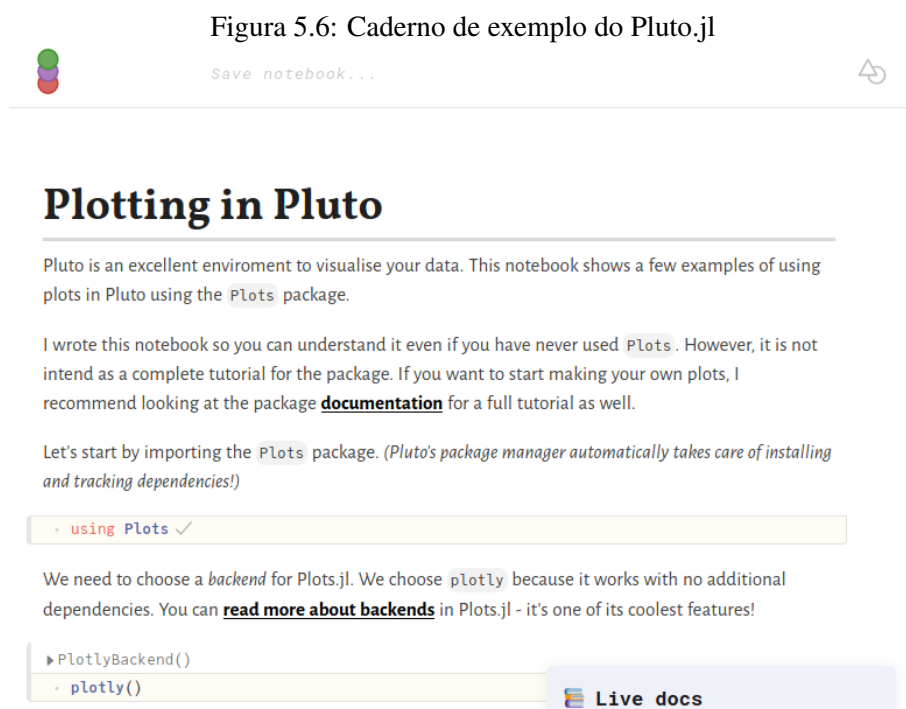 Figura 5.6: Caderno de exemplo do Pluto.jl
Save notebook...
Plotting in Pluto
Pluto is an excellent enviroment to visualise your data. This notebook shows a few examples of using
plots in Pluto using the Plots package.
I wrote this notebook so you can understand it even if you have never used Plots. However, it is not
intend as a complete tutorial for the package. If you want to start making your own plots, I
recommend looking at the package documentation for a full tutorial as well.
Let's start by importing the Plots package. (Pluto's package manager automatically takes care of installing
and tracking dependencies!)
using Plots ✓
We need to choose a backend for Plots.jl. We choose plotly because it works with no additional
dependencies. You can read more about backends in Plots.jl - it's one of its coolest features!
PlotlyBackend()
plotly()
Live docs